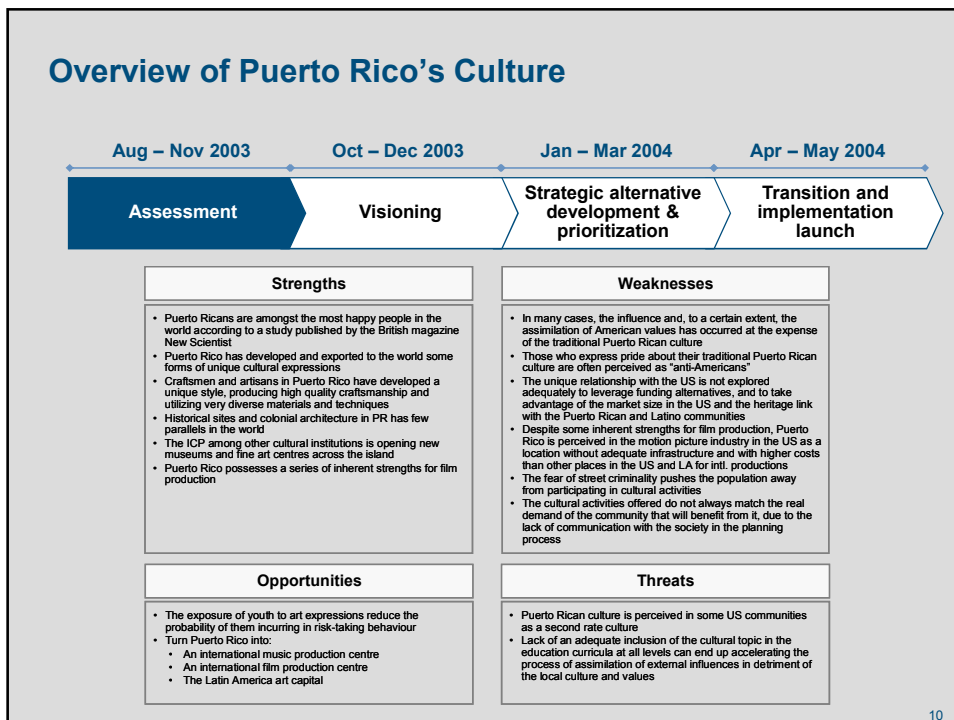 Overview of Puerto Rico's Culture
Aug – Nov 2003
Oct – Dec 2003
Jan – Mar 2004
Apr – May 2004
Assessment
Visioning
Strategic alternative
development &
prioritization
Transition and
implementation
launch
Strengths
• Puerto Ricans are amongst the most happy people in the
world according to a study published by the British magazine
New Scientist
• Puerto Rico has developed and exported to the world some
forms of unique cultural expressions
• Craftsmen and artisans in Puerto Rico have developed a
unique style, producing high quality craftsmanship and
utilizing very diverse materials and techniques
• Historical sites and colonial architecture in PR has few
parallels in the world
• The ICP among other cultural institutions is opening new
museums and fine art centres across the island
• Puerto Rico possesses a series of inherent strengths for film
production
Weaknesses
• In many cases, the influence and, to a certain extent, the
assimilation of American values has occurred at the expense
of the traditional Puerto Rican culture
• Those who express pride about their traditional Puerto Rican
culture are often perceived as "anti-Americans"
• The unique relationship with the US is not explored
adequately to leverage funding alternatives, and to take
advantage of the market size in the US and the heritage link
with the Puerto Rican and Latino communities
• Despite some inherent strengths for film production, Puerto
Rico is perceived in the motion picture industry in the US as a
location without adequate infrastructure and with higher costs
than other places in the US and LA for intl. productions
• The fear of street criminality pushes the population away
from participating in cultural activities
• The cultural activities offered do not always match the real
demand of the community that will benefit from it, due to the
lack of communication with the society in the planning
process
Opportunities
• The exposure of youth to art expressions reduce the
probability of them incurring in risk-taking behaviour
• Turn Puerto Rico into:
• An international music production centre
• An international film production centre
• The Latin America art capital
Threats
• Puerto Rican culture is perceived in some US communities
as a second rate culture
• Lack of an adequate inclusion of the cultural topic in the
education curricula at all levels can end up accelerating the
process of assimilation of external influences in detriment of
the local culture and values
10